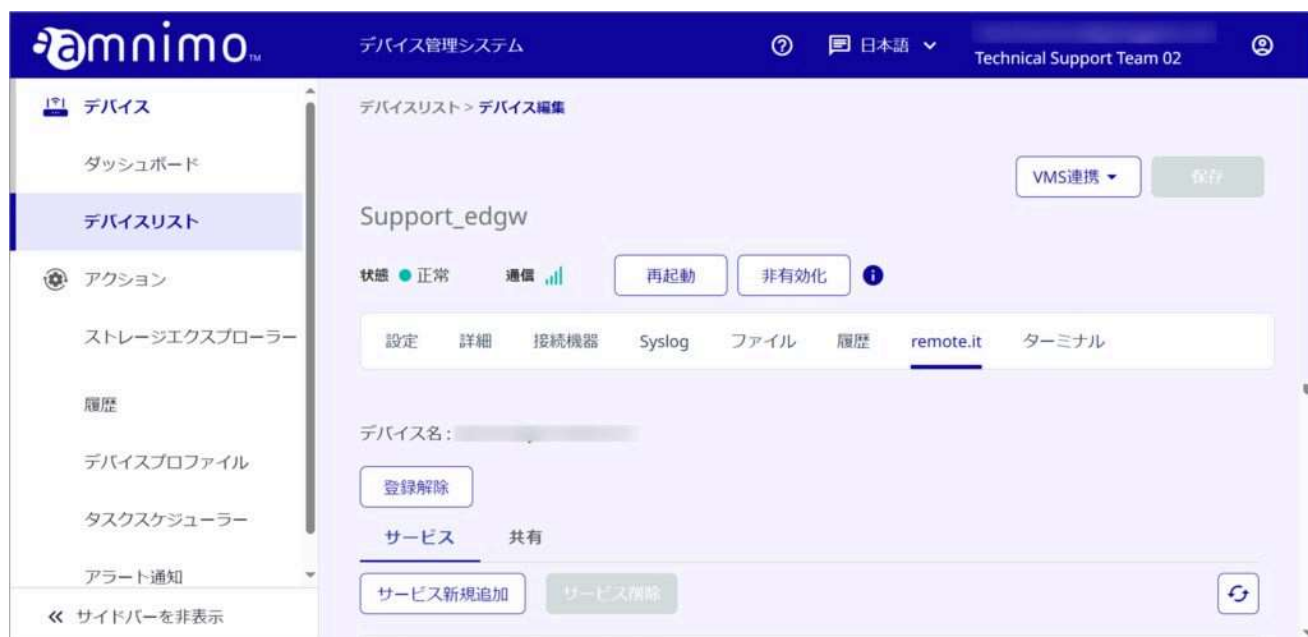 amnimo™
デバイス管理システム
日本語
Technical Support Team 02
デバイス
ダッシュボード
デバイスリスト
アクション
ストレージエクスプローラー
履歴
デバイスプロファイル
タスクスケジューラー
アラート通知
サイドバーを非表示
デバイスリスト > デバイス編集
VMS連携
保存
Support_edgw
状態 正常 通信
再起動
非有効化
設定 詳細 接続機器 Syslog ファイル 履歴 remote.it ターミナル
デバイス名 :
登録解除
サービス 共有
サービス新規追加 サービス削除